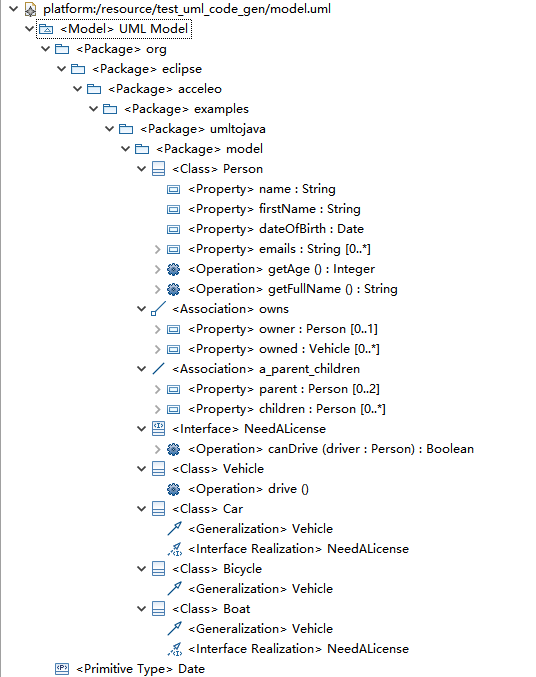 platform:/resource/test_uml_code_gen/model.uml
<Model> UML Model
<Package> org
<Package> eclipse
<Package> acceleo
<Package> examples
<Package> umltojava
<Package> model
<Class> Person
<Property> name : String
<Property> firstName : String
<Property> dateOfBirth : Date
<Property> emails : String [0..*]
<Operation> getAge () : Integer
<Operation> getFullName () : String
<Association> owns
<Property> owner : Person [0..1]
<Property> owned : Vehicle [0..*]
<Association> a_parent_children
<Property> parent : Person [0..2]
<Property> children : Person [0..*]
<Interface> NeedALicense
<Operation> canDrive (driver : Person) : Boolean
<Class> Vehicle
<Operation> drive ()
<Class> Car
<Generalization> Vehicle
<Interface Realization> NeedALicense
<Class> Bicycle
<Generalization> Vehicle
<Class> Boat
<Generalization> Vehicle
<Interface Realization> NeedALicense
<Primitive Type> Date